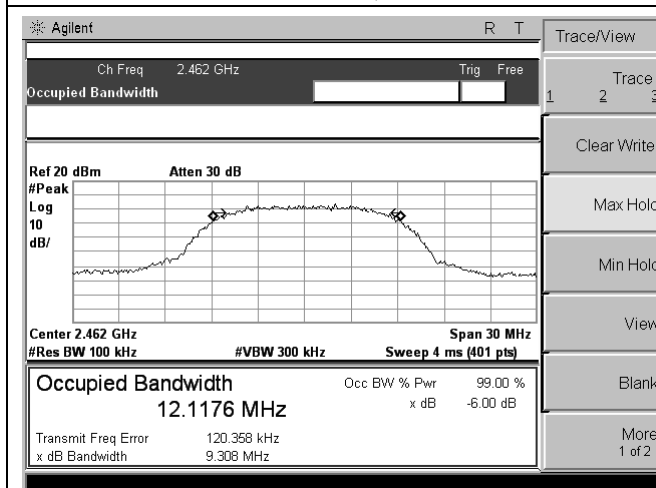 Agilent R T
Ch Freq 2.462 GHz Trig Free
Occupied Bandwidth
Ref 20 dBm Atten 30 dB
#Peak
Log
10
dB/
Center 2.462 GHz Span 30 MHz
#Res BW 100 kHz #VBW 300 kHz Sweep 4 ms (401 pts)
Occupied Bandwidth Occ BW % Pwr 99.00 %
12.1176 MHz x dB -6.00 dB
Transmit Freq Error 120.358 kHz
x dB Bandwidth 9.308 MHz
Trace/View
Trace
1 2 3
Clear Write
Max Hold
Min Hold
View
Blank
More
1 of 2